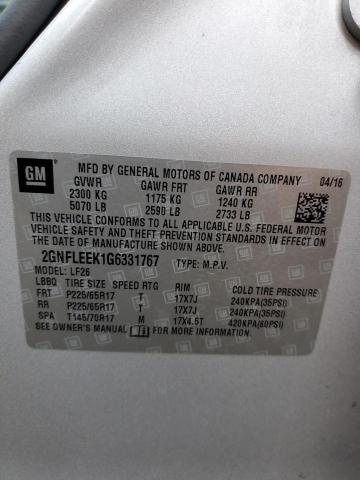 GM
MFD BY GENERAL MOTORS OF CANADA COMPANY 04/16
GVWR GAWR FRT GAWR RR
2300 KG 1175 KG 1240 KG
5070 LB 2590 LB 2733 LB
THIS VEHICLE CONFORMS TO ALL APPLICABLE U.S. FEDERAL
MOTOR VEHICLE SAFETY, BUMPER, AND THEFT PREVENTION STANDARDS
IN EFFECT ON THE DATE OF MANUFACTURE SHOWN ABOVE.
2GNFLEEK1G6331767 TYPE: M.P.V.
MODEL: LF26
LBBQ TIRE SIZE SPEED RTG RIM COLD TIRE PRESSURE
FRT P225/65R17 T 17X7J 240KPA(35PSI)
RR P225/65R17 T 17X7J 240KPA(35PSI)
SPA T145/70R17 M 17X4.5T 420KPA(60PSI)
SEE OWNER'S MANUAL FOR MORE INFORMATION